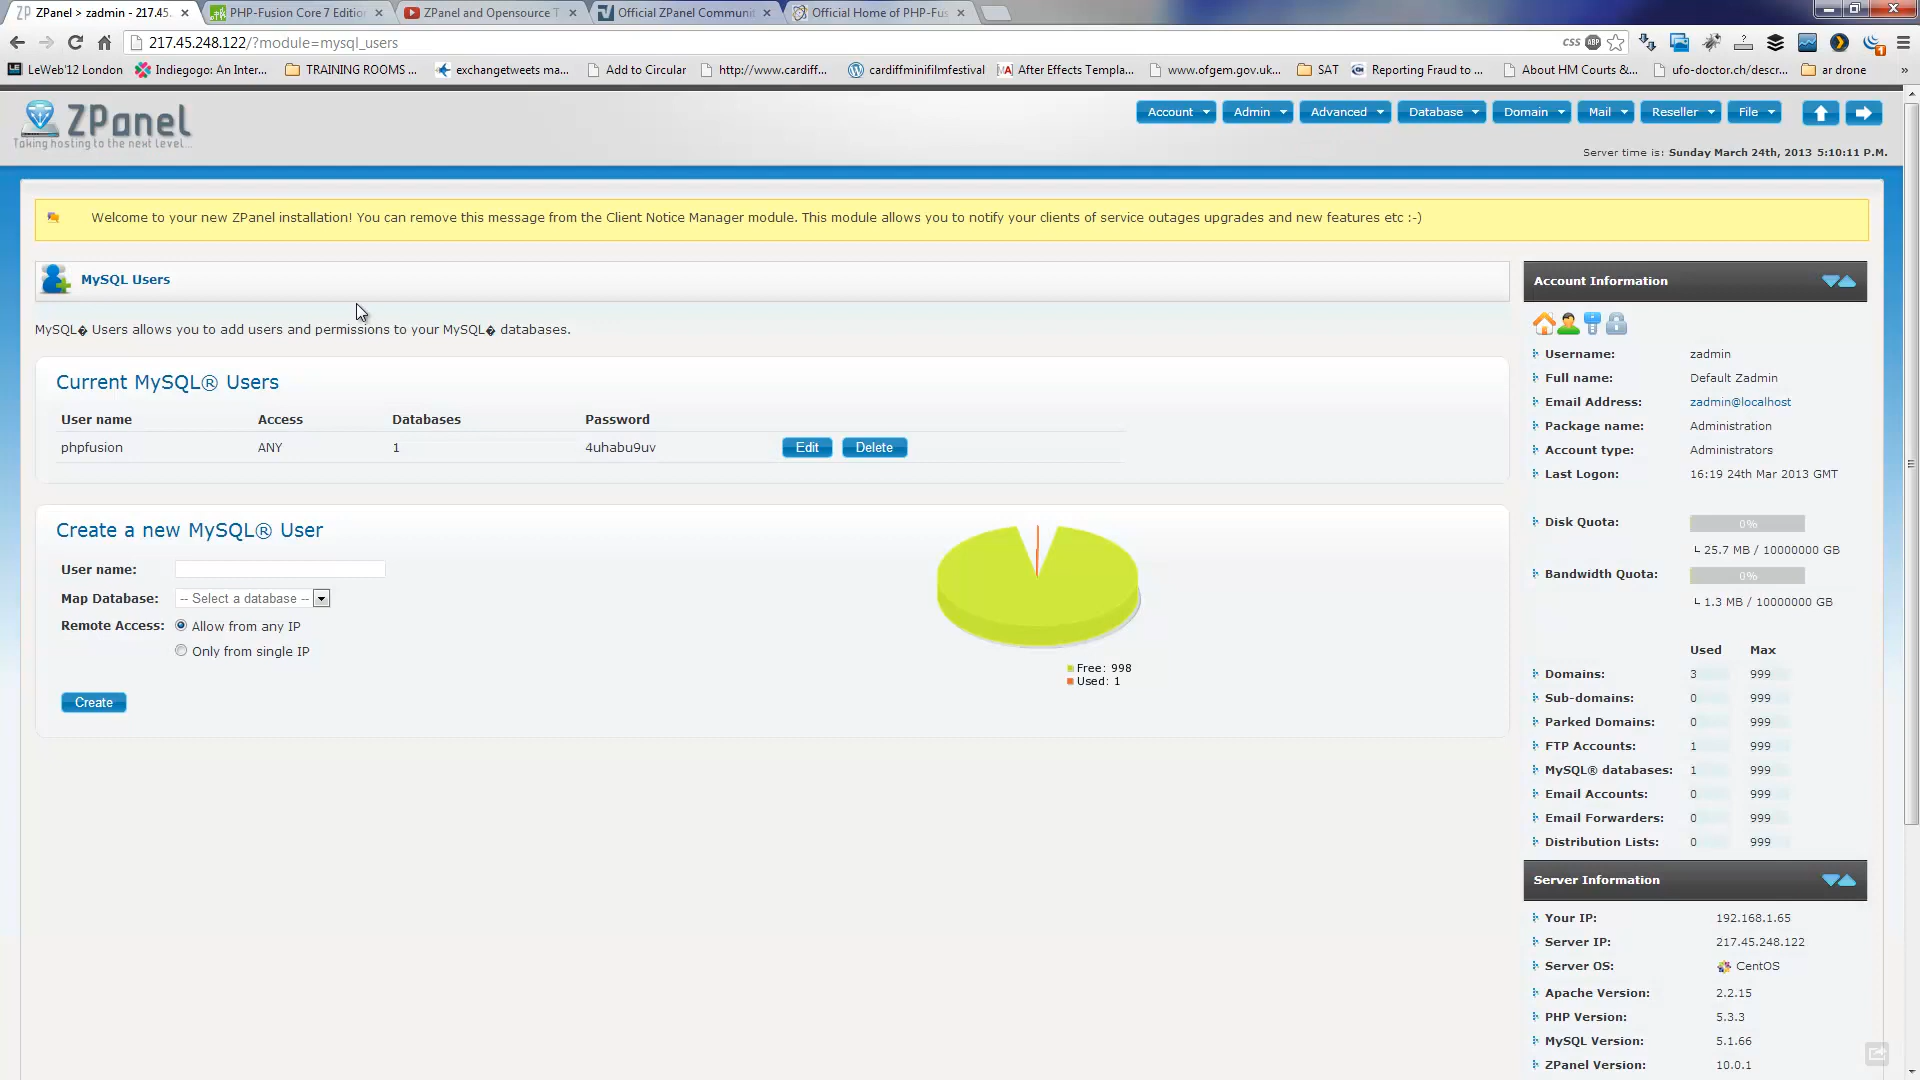 ZPanel > zadmin - 217.45.
PHP-Fusion Core 7 Edition
ZPanel and Opensource T
Official ZPanel Communit
Official Home of PHP-Fus
217.45.248.122/?module=mysql_users
CSS
ABP
LeWeb'12 London
Indiegogo: An Inter...
TRAINING ROOMS ...
exchangetweets ma...
Add to Circular
http://www.cardiff...
cardiffminifilmfestival
After Effects Templa...
www.ofgem.gov.uk...
SAT
Reporting Fraud to ...
About HM Courts &...
ufo-doctor.ch/descr...
ar drone
»
ZPanel
Taking hosting to the next level...
Account
Admin
Advanced
Database
Domain
Mail
Reseller
File
Server time is: Sunday March 24th, 2013 5:10:11 P.M.
Welcome to your new ZPanel installation! You can remove this message from the Client Notice Manager module. This module allows you to notify your clients of service outages upgrades and new features etc :-)
MySQL Users
MySQL� Users allows you to add users and permissions to your MySQL� databases.
Current MySQL® Users
User name Access Databases Password
phpfusion ANY 1 4uhabu9uv Edit Delete
Create a new MySQL® User
User name:
Map Database: -- Select a database --
Remote Access: Allow from any IP
Only from single IP
Create
Free: 998
Used: 1
Account Information
Username: zadmin
Full name: Default Zadmin
Email Address: zadmin@localhost
Package name: Administration
Account type: Administrators
Last Logon: 16:19 24th Mar 2013 GMT
Disk Quota: 0%
25.7 MB / 10000000 GB
Bandwidth Quota: 0%
1.3 MB / 10000000 GB
Used Max
Domains: 3 999
Sub-domains: 0 999
Parked Domains: 0 999
FTP Accounts: 1 999
MySQL® databases: 1 999
Email Accounts: 0 999
Email Forwarders: 0 999
Distribution Lists: 0 999
Server Information
Your IP: 192.168.1.65
Server IP: 217.45.248.122
Server OS: CentOS
Apache Version: 2.2.15
PHP Version: 5.3.3
MySQL Version: 5.1.66
ZPanel Version: 10.0.1